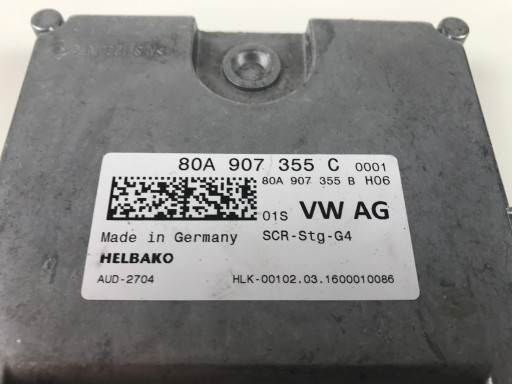 80A 907 355 C 0001
80A 907 355 B H06
01S VW AG
Made in Germany SCR-Stg-G4
HELBAKO
AUD-2704 HLK-00102.03.1600010086